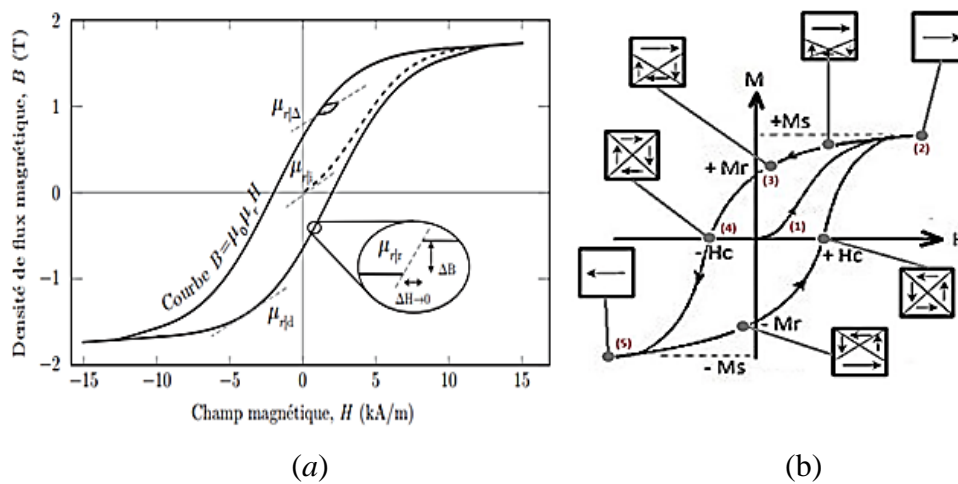 Densité de flux magnétique, B (T)
2
1
0
−1
−2
μr|Δ
μr|i
Courbe B=μ0μrH
μr|r
ΔB
ΔH→0
μr|d
−15
−10
−5
0
5
10
15
Champ magnétique, H (kA/m)
(a)
M
+Ms
(2)
+ Mr
(3)
(4)
(1)
H
- Hc
+ Hc
(5)
- Mr
- Ms
(b)